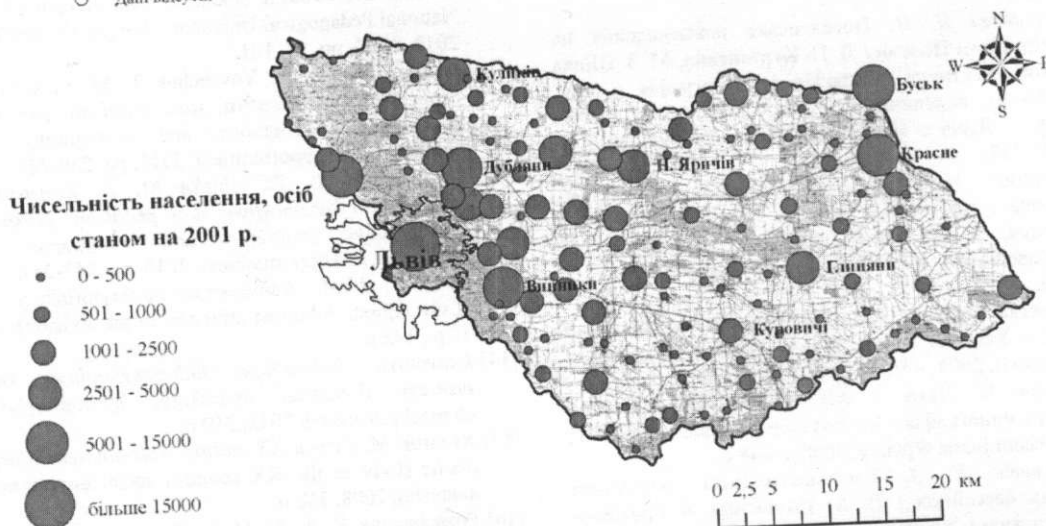 N
W
S
Куликів
Буськ
Дубляни
Н. Яричів
Красне
Чисельність населення, осіб
станом на 2001 р.
0 - 500
501 - 1000
1001 - 2500
2501 - 5000
5001 - 15000
більше 15000
Львів
Винники
Глиняни
Куровичі
0 2,5 5 10 15 20 км